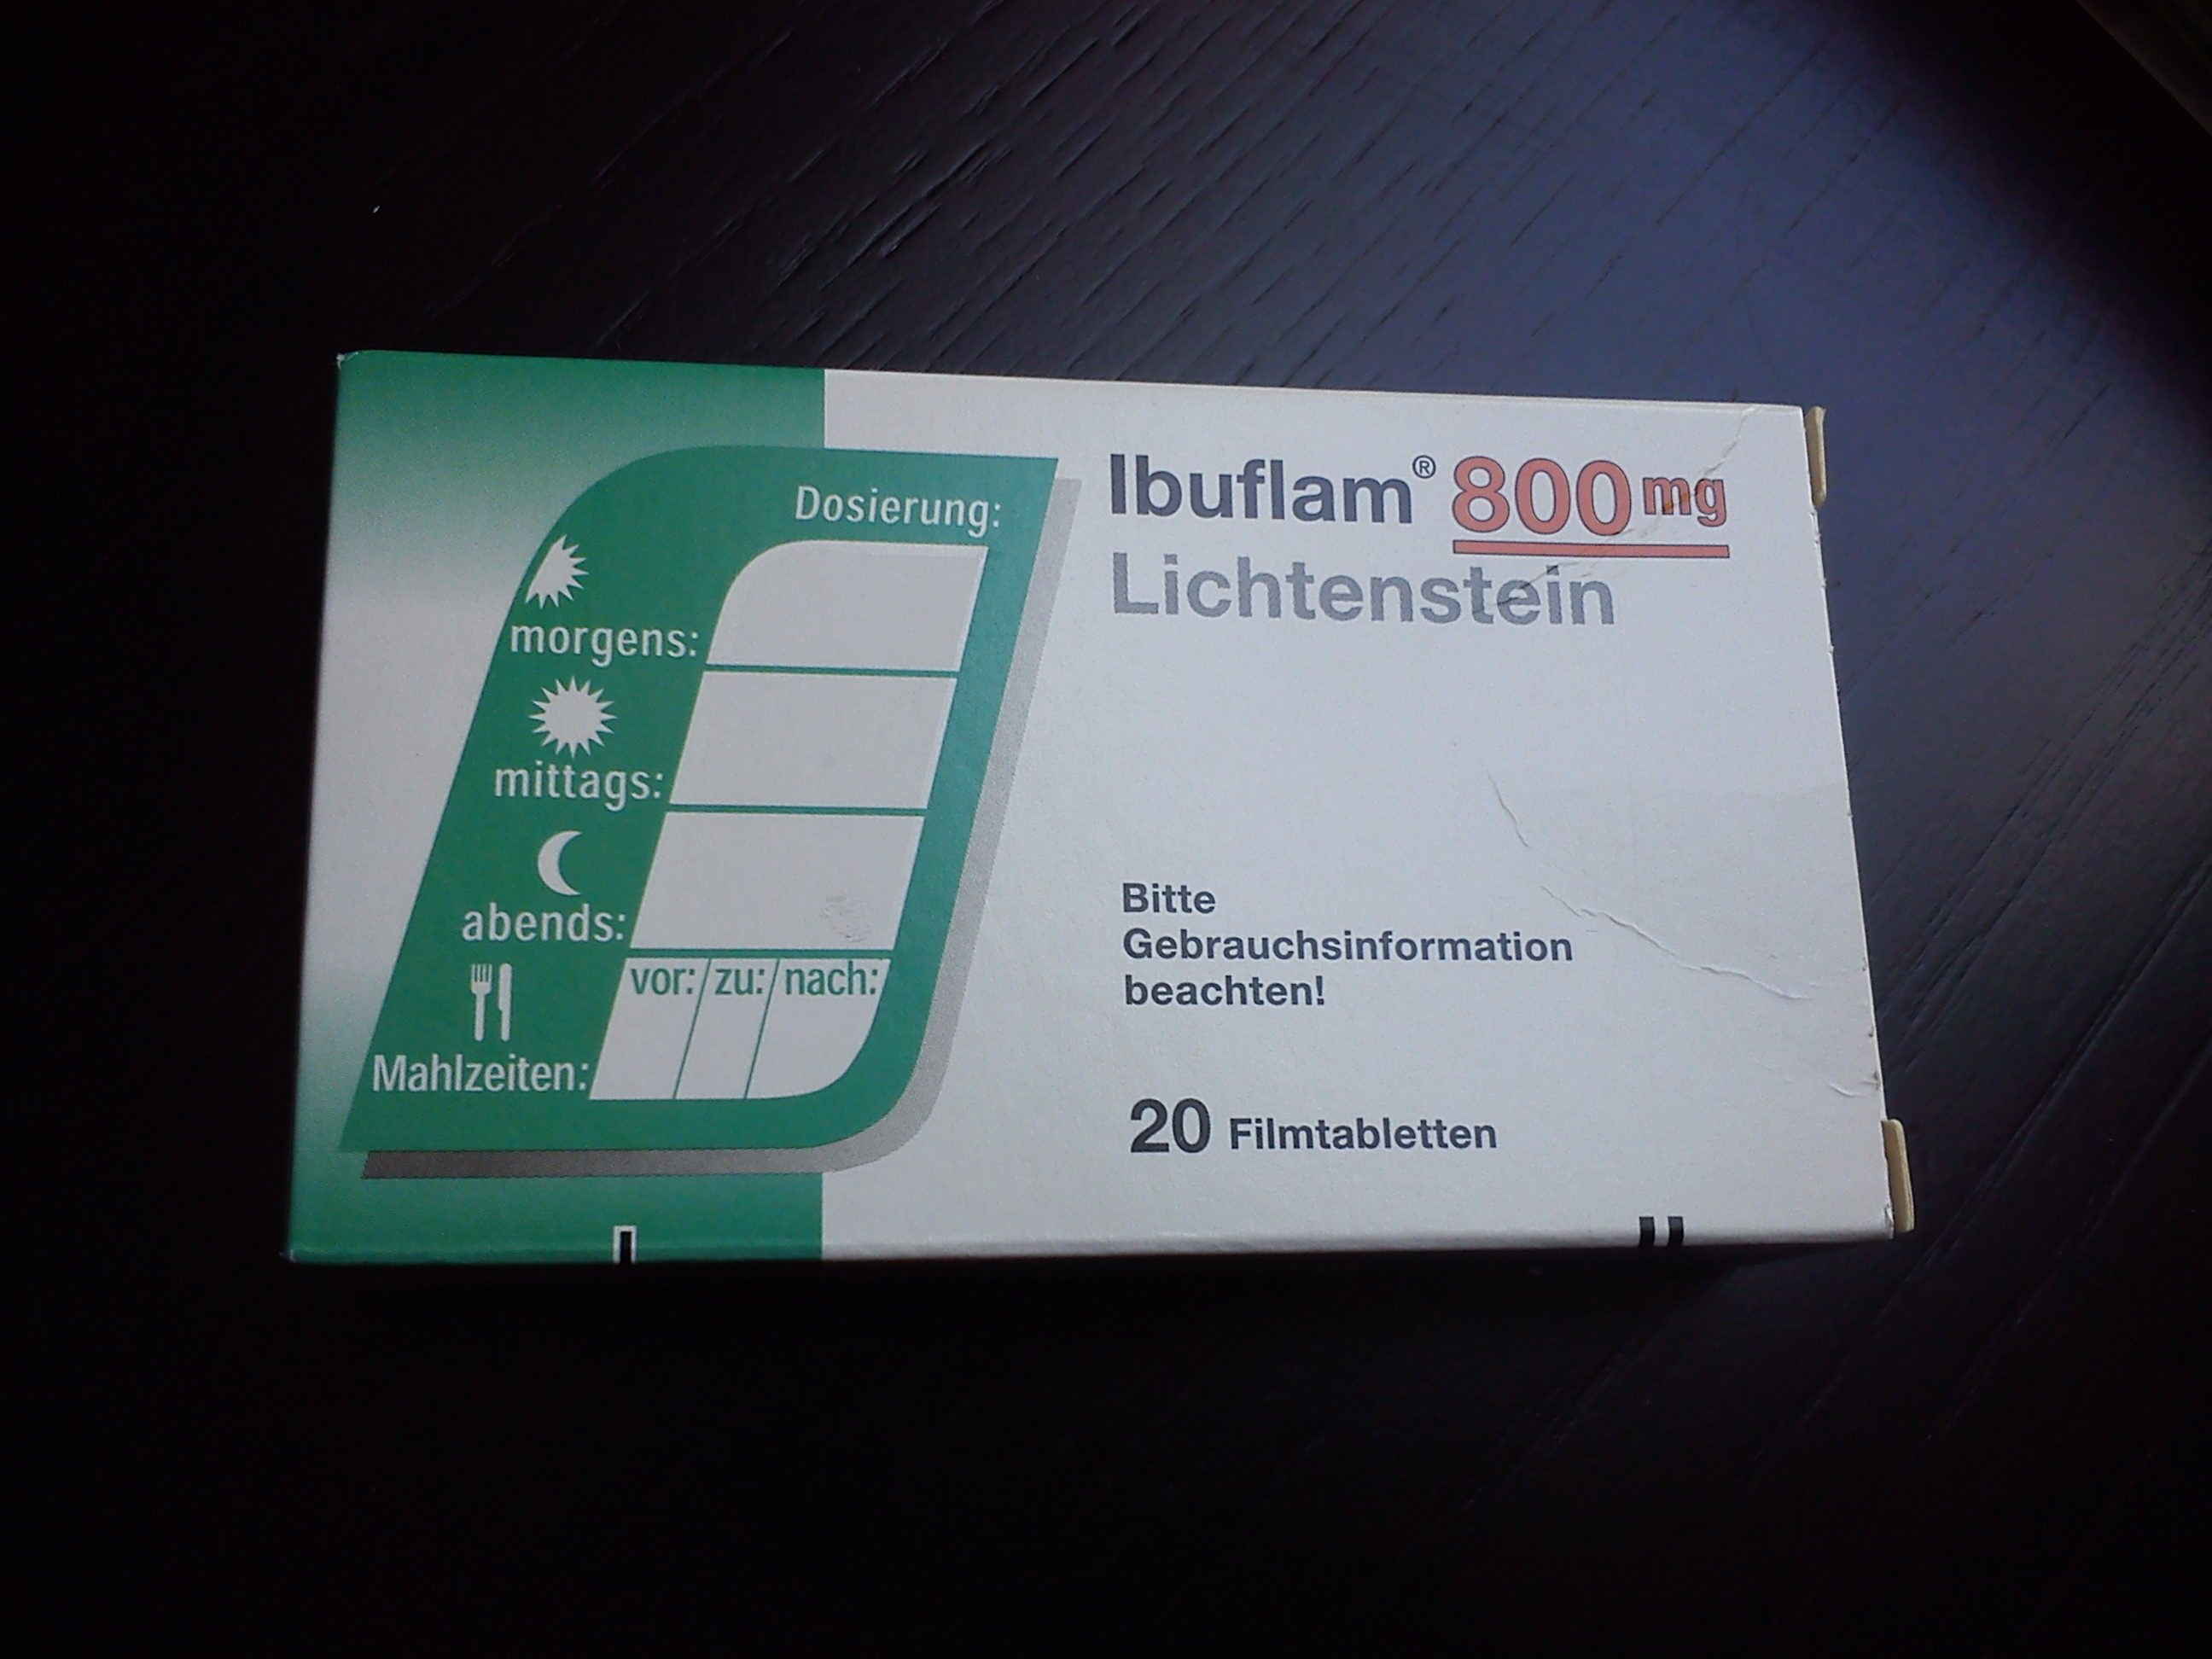 Dosierung:
morgens:
mittags:
abends:
vor: zu: nach:
Mahlzeiten:
Ibuflam® 800 mg
Lichtenstein
Bitte
Gebrauchsinformation
beachten!
20 Filmtabletten